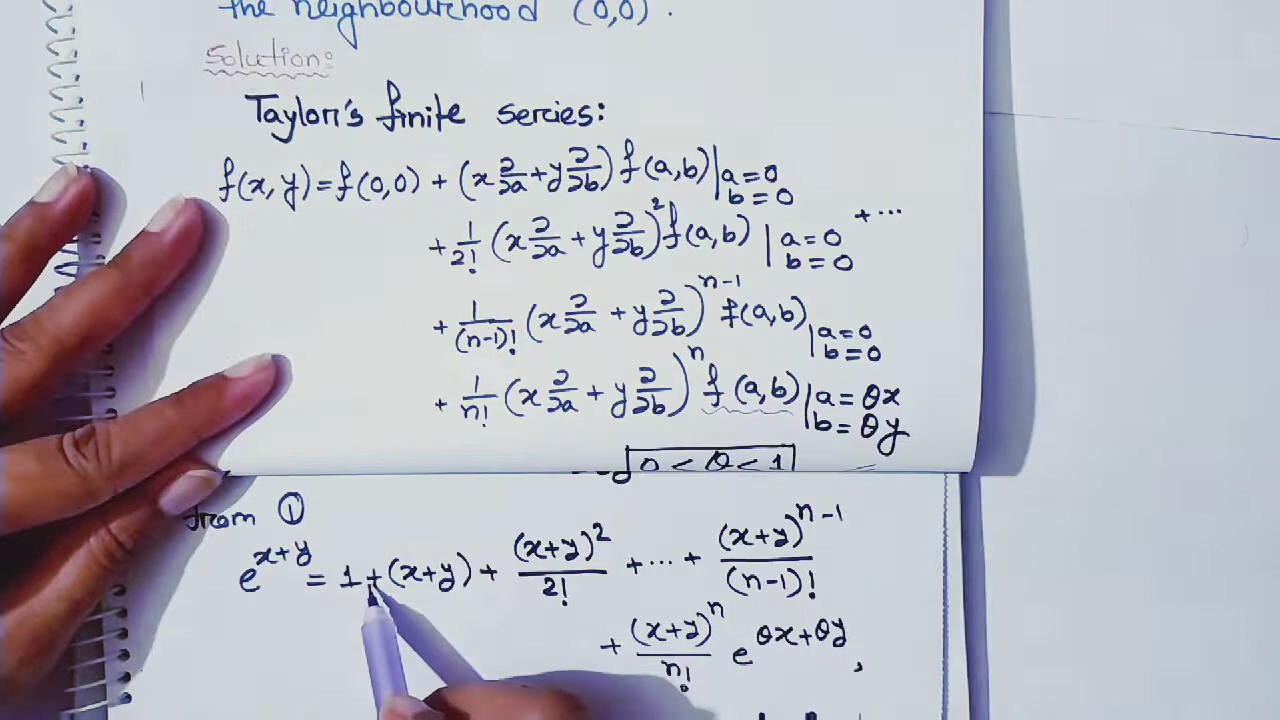 the neighbourhood (0,0).
Solution:
Taylor's finite series:
f(x,y)=f(0,0) + (x ∂/∂a + y ∂/∂b) f(a,b)|a=0 b=0
+ 1/2! (x ∂/∂a + y ∂/∂b)² f(a,b) |a=0 b=0 + ...
+ 1/(n-1)! (x ∂/∂a + y ∂/∂b)^(n-1) f(a,b)|a=0 b=0
+ 1/n! (x ∂/∂a + y ∂/∂b)^n f(a,b)|a=θx b=θy
0 < θ < 1
from ①
e^(x+y) = 1 + (x+y) + (x+y)²/2! + ... + (x+y)^(n-1)/(n-1)!
+ (x+y)^n/n! e^(θx+θy),